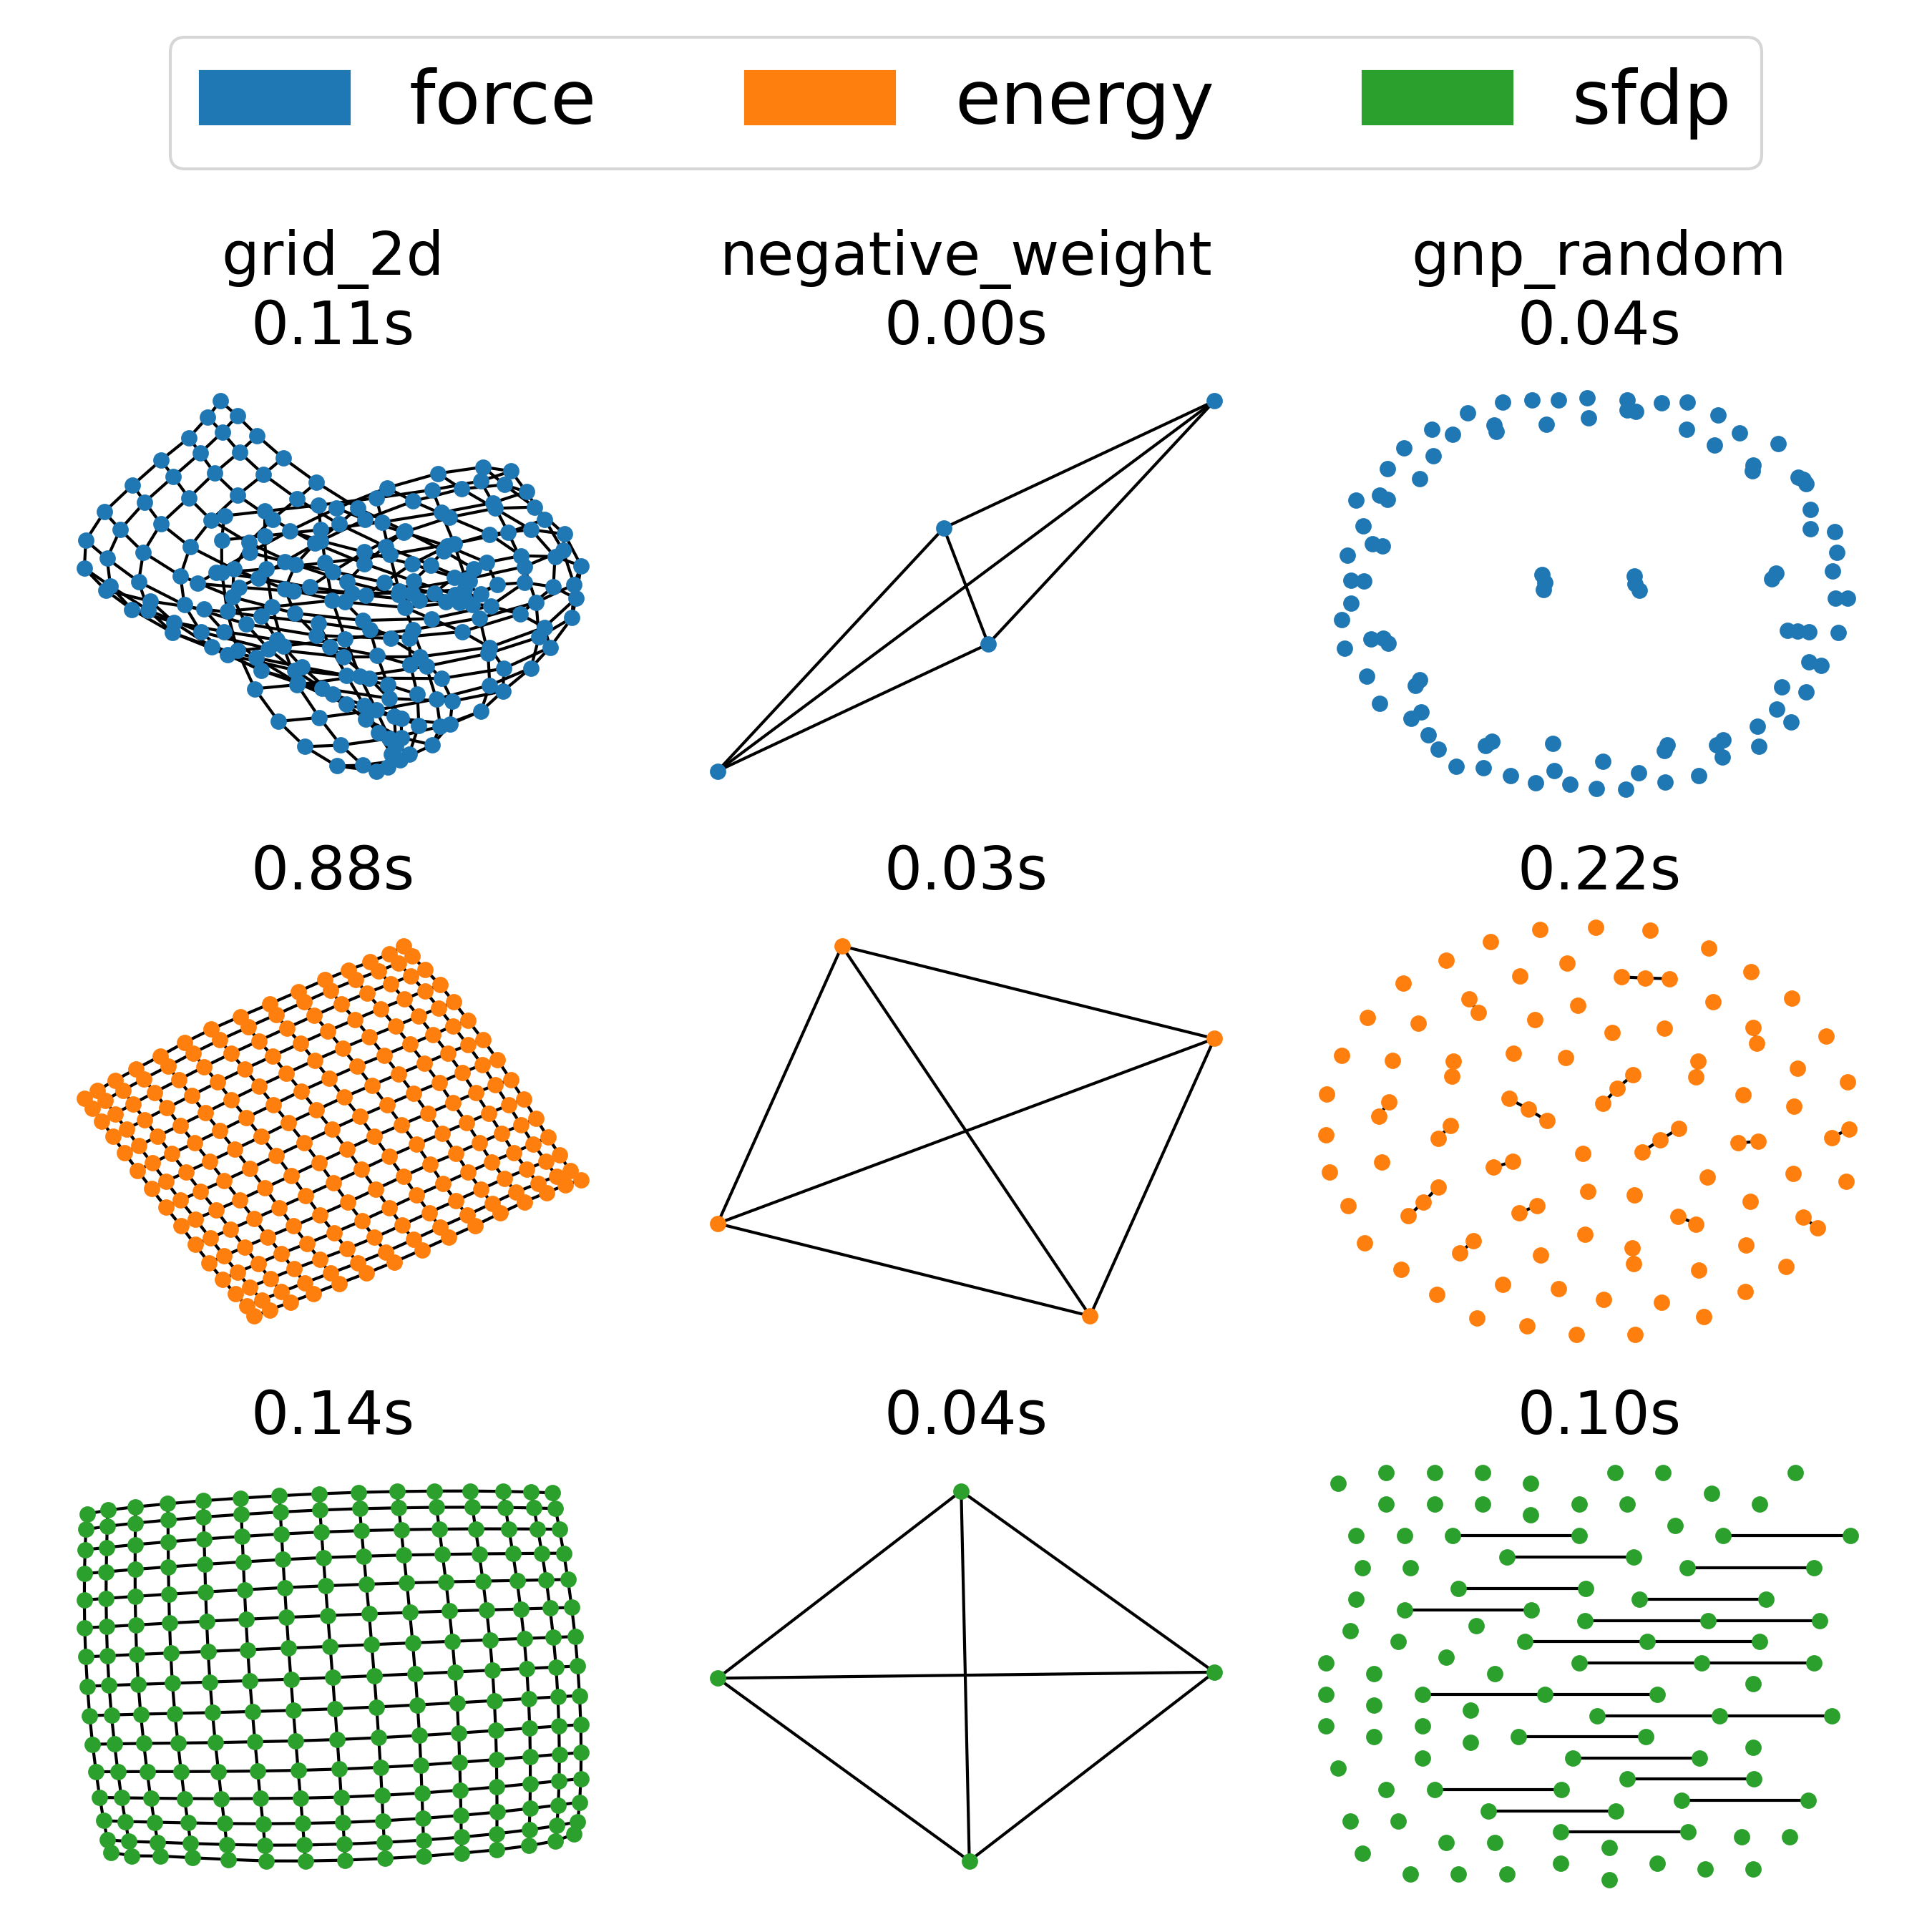 force energy sfdp
grid_2d negative_weight gnp_random
0.11s 0.00s 0.04s
0.88s 0.03s 0.22s
0.14s 0.04s 0.10s